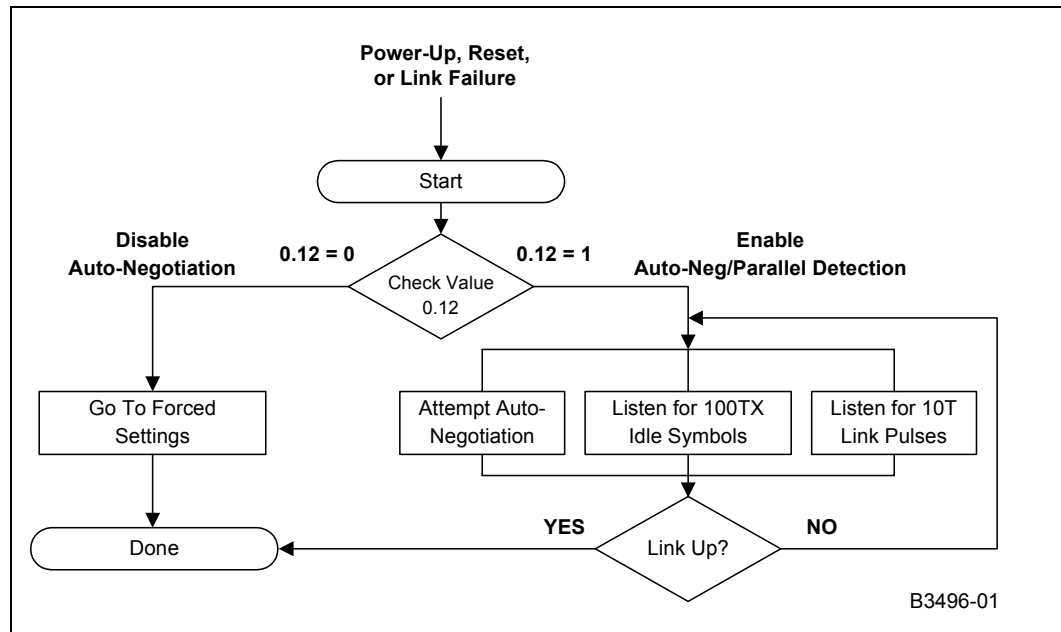 Power-Up, Reset,
or Link Failure
Start
Disable
Auto-Negotiation
0.12 = 0
0.12 = 1
Enable
Auto-Neg/Parallel Detection
Check Value
0.12
Go To Forced
Settings
Attempt Auto-
Negotiation
Listen for 100TX
Idle Symbols
Listen for 10T
Link Pulses
Done
YES
Link Up?
NO
B3496-01